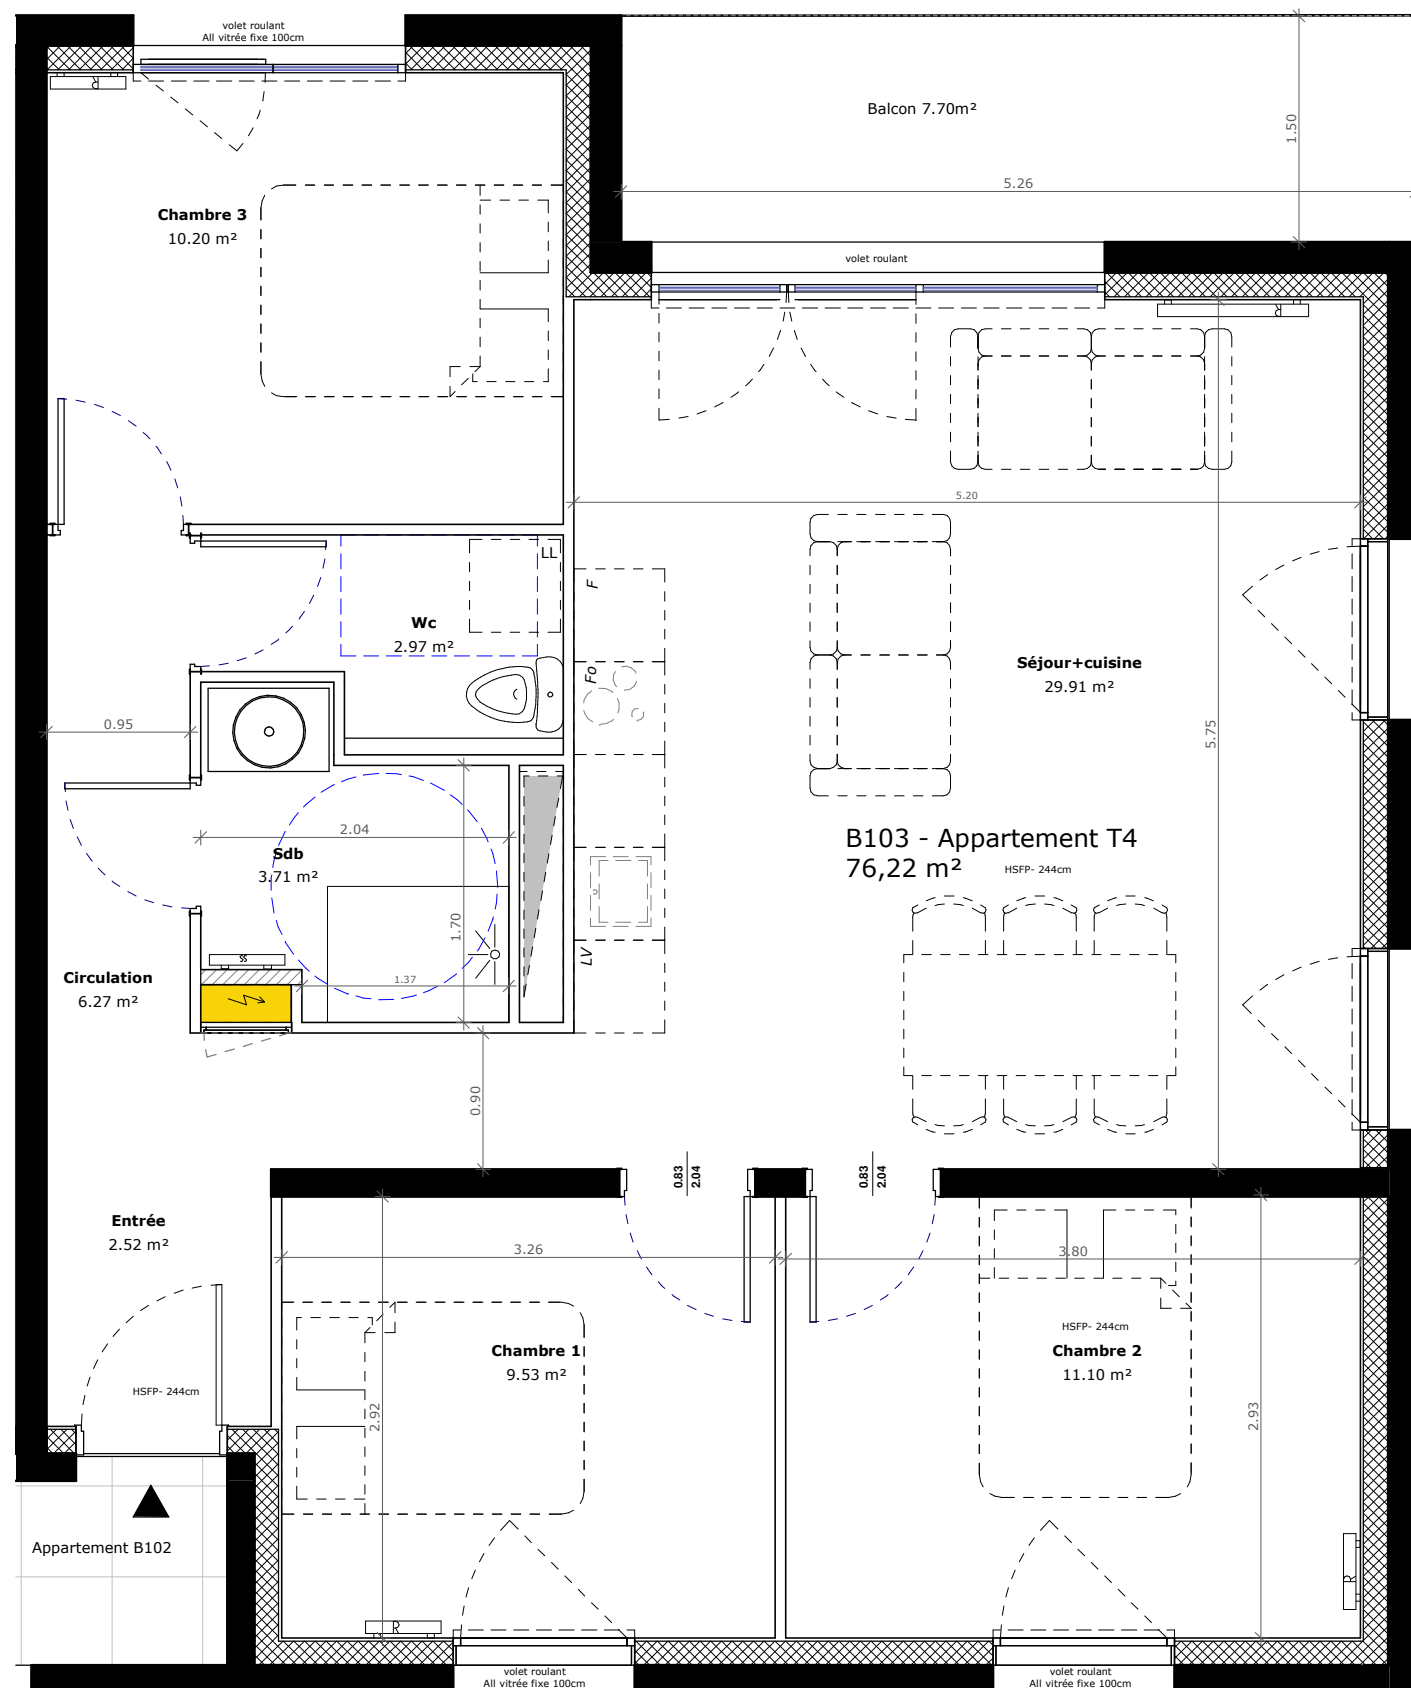 volet roulant
All vitrée fixe 100cm
R
Balcon 7.70m²
1.50
5.26
Chambre 3
10.20 m²
volet roulant
R
5.20
LL
F
Wc
2.97 m²
Fo
Séjour+cuisine
29.91 m²
0.95
5.75
2.04
Sdb
3.71 m²
B103 - Appartement T4
76,22 m²
HSFP- 244cm
1.70
LV
Circulation
6.27 m²
1.37
0.90
0.83
2.04
0.83
2.04
Entrée
2.52 m²
3.26
3.80
HSFP- 244cm
Chambre 1
9.53 m²
Chambre 2
11.10 m²
HSFP- 244cm
2.92
2.93
Appartement B102
R
R
volet roulant
All vitrée fixe 100cm
volet roulant
All vitrée fixe 100cm